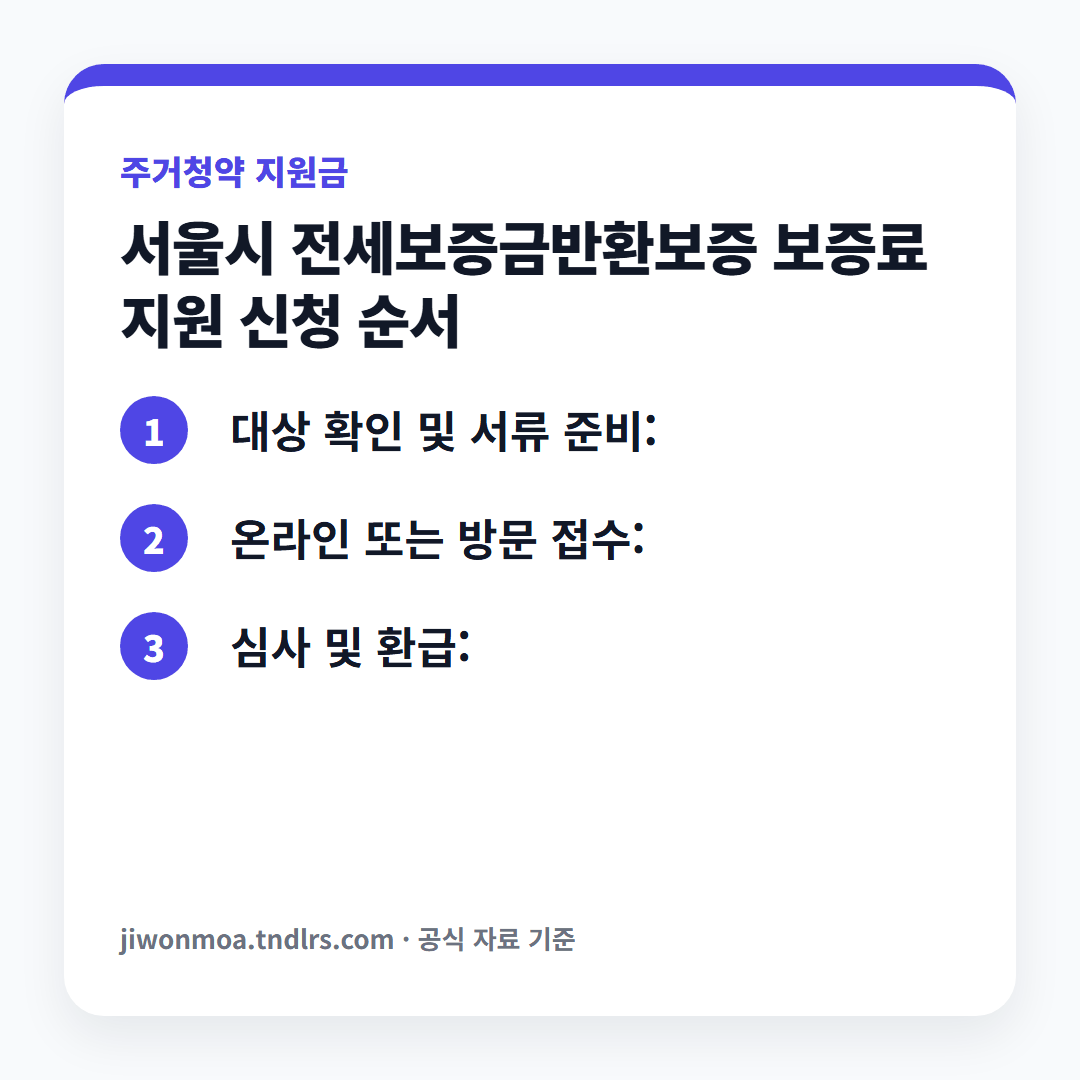 주거청약 지원금
서울시 전세보증금반환보증 보증료
지원 신청 순서
1 대상 확인 및 서류 준비:
2 온라인 또는 방문 접수:
3 심사 및 환급:
jiwonmoa.tndlrs.com · 공식 자료 기준